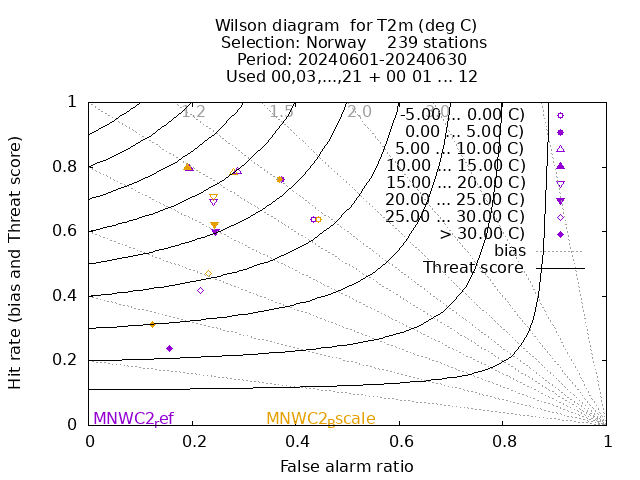 Wilson diagram  for T2m (deg C)
Selection: Norway    239 stations
Period: 20240601-20240630
Used 00,03,...,21 + 00 01 ... 12
Hit rate (bias and Threat score)
1
0.8
0.6
0.4
0.2
0
1.2
1.5
2.0
3.0
-5.00 ... 0.00 C)
0.00 ... 5.00 C)
5.00 ... 10.00 C)
10.00 ... 15.00 C)
15.00 ... 20.00 C)
20.00 ... 25.00 C)
25.00 ... 30.00 C)
> 30.00 C)
bias
Threat score
MNWC2ref
MNWC2Bscale
0
0.2
0.4
0.6
0.8
1
False alarm ratio